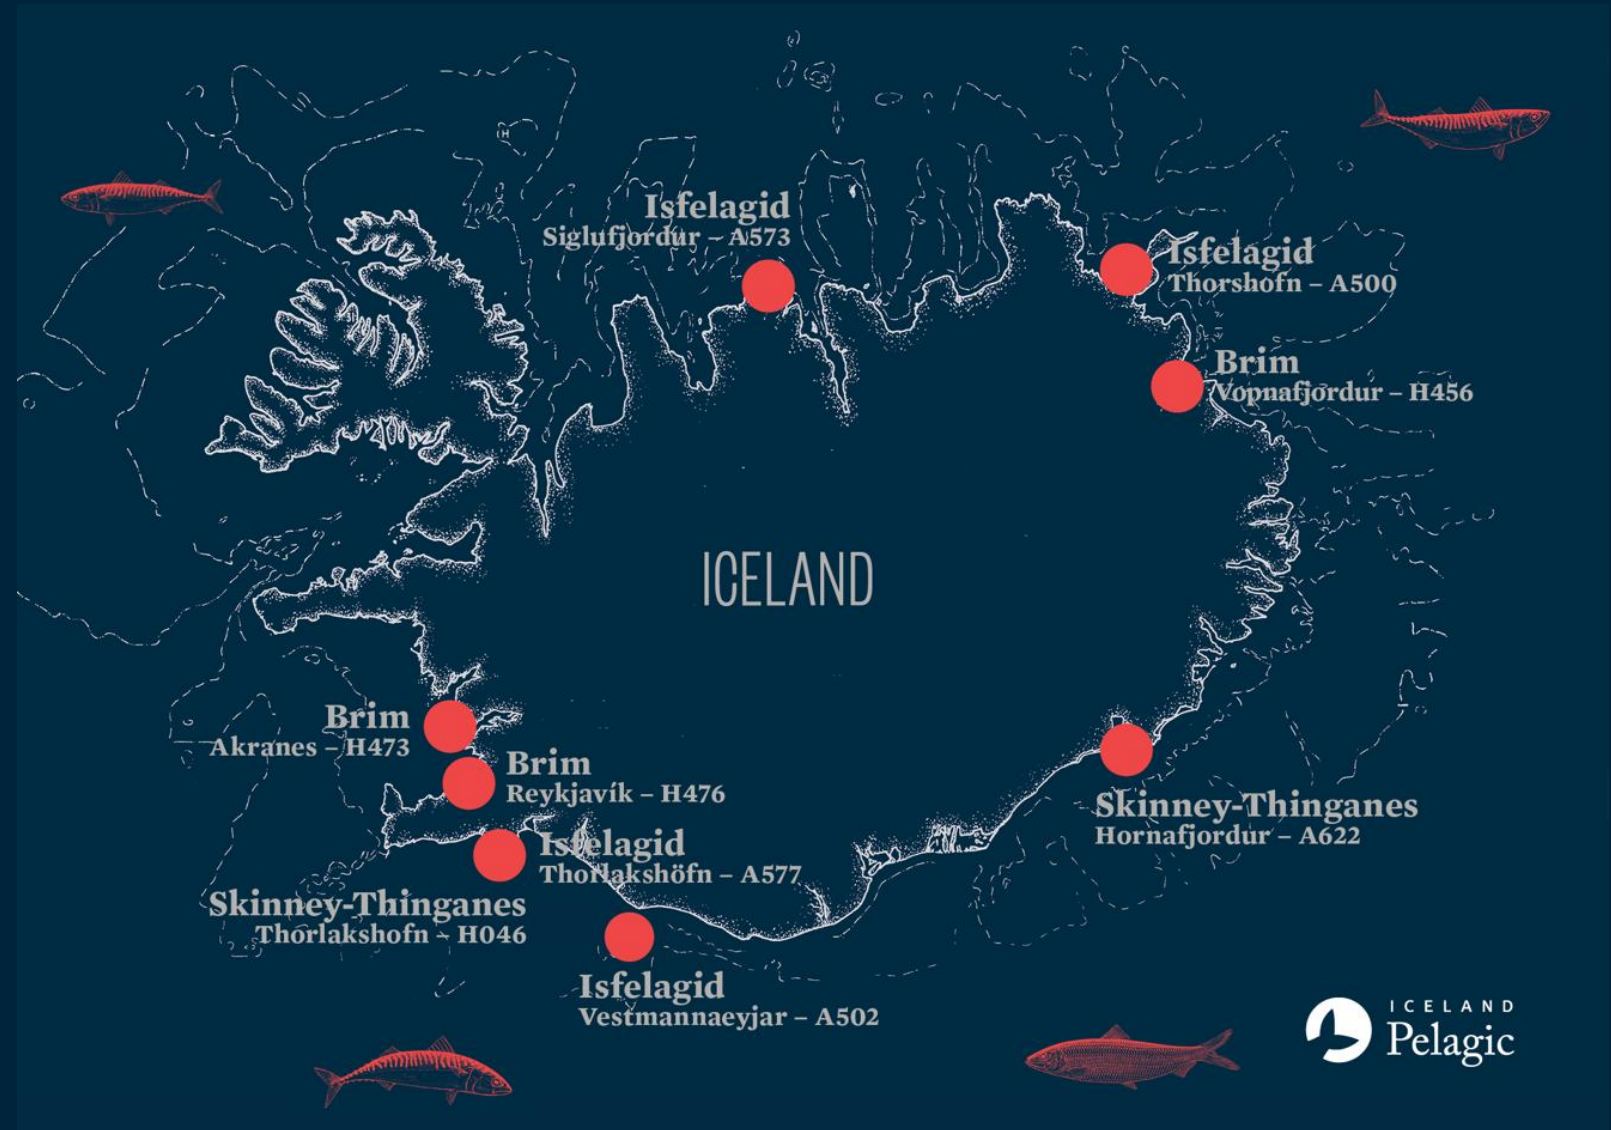 Isfelagid
Siglufjordur – A573
Isfelagid
Thorshofn – A500
Brim
Vopnafjordur – H456
ICELAND
Brim
Akranes – H473
Brim
Reykjavík – H476
Skinney-Thinganes
Hornafjordur – A622
Isfelagid
Thorlakshöfn – A577
Skinney-Thinganes
Thorlakshofn – H046
Isfelagid
Vestmannaeyjar – A502
ICELAND
Pelagic